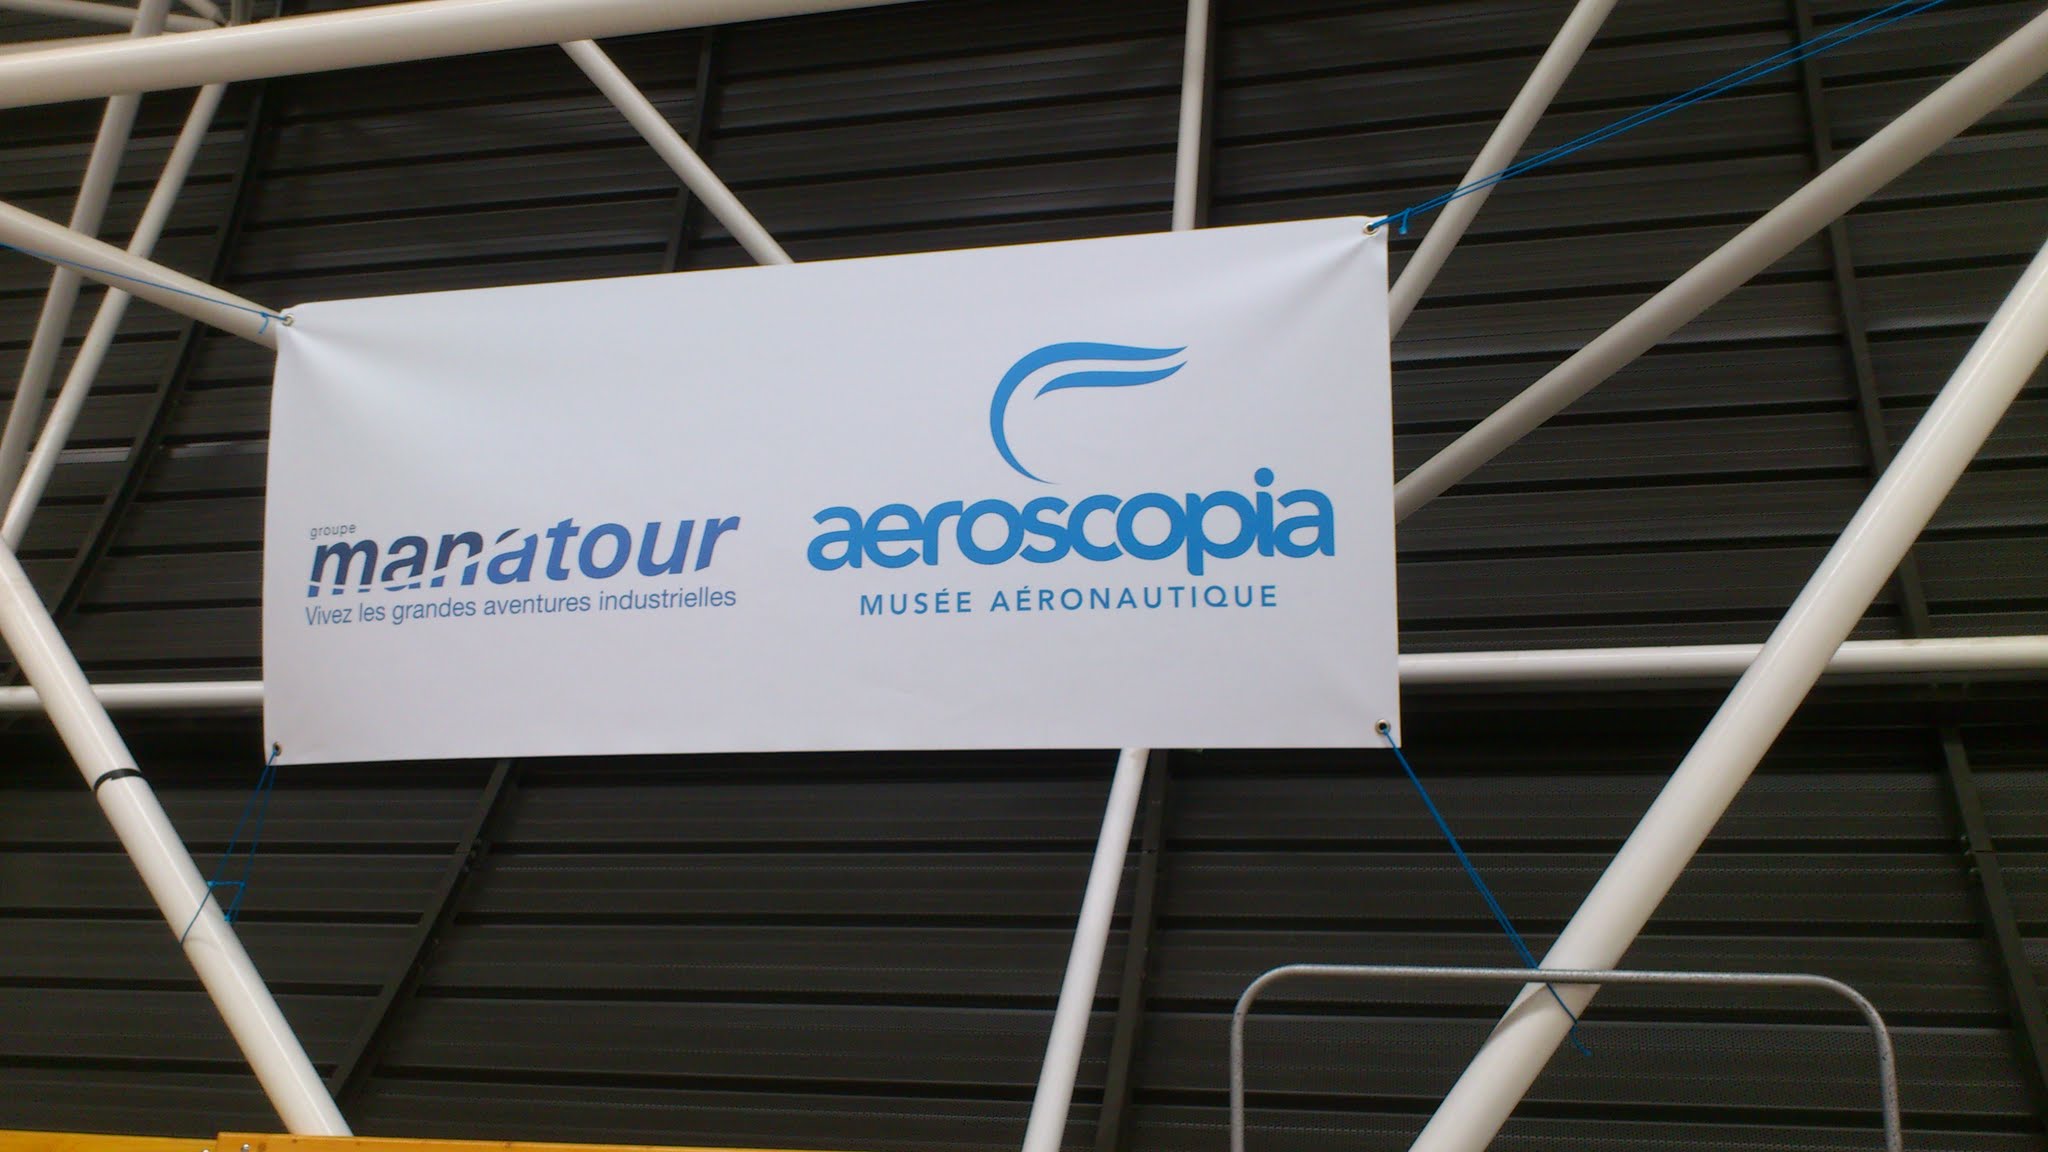 groupe
manatour
Vivez les grandes aventures industrielles
aeroscopia
MUSÉE AÉRONAUTIQUE